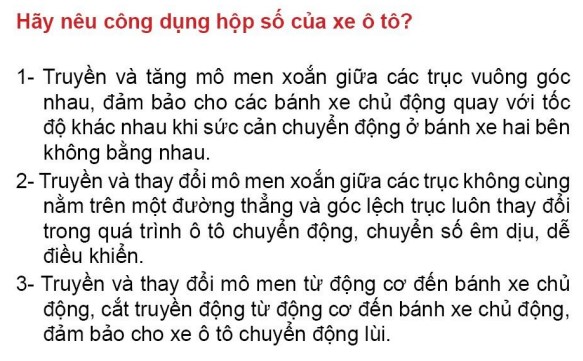 Hãy nêu công dụng hộp số của xe ô tô?
1- Truyền và tăng mô men xoắn giữa các trục vuông góc
nhau, đảm bảo cho các bánh xe chủ động quay với tốc
độ khác nhau khi sức cản chuyển động ở bánh xe hai bên
không bằng nhau.
2- Truyền và thay đổi mô men xoắn giữa các trục không cùng
nằm trên một đường thẳng và góc lệch trục luôn thay đổi
trong quá trình ô tô chuyển động, chuyển số êm dịu, dễ
điều khiển.
3- Truyền và thay đổi mô men từ động cơ đến bánh xe chủ
động, cắt truyền động từ động cơ đến bánh xe chủ động,
đảm bảo cho xe ô tô chuyển động lùi.